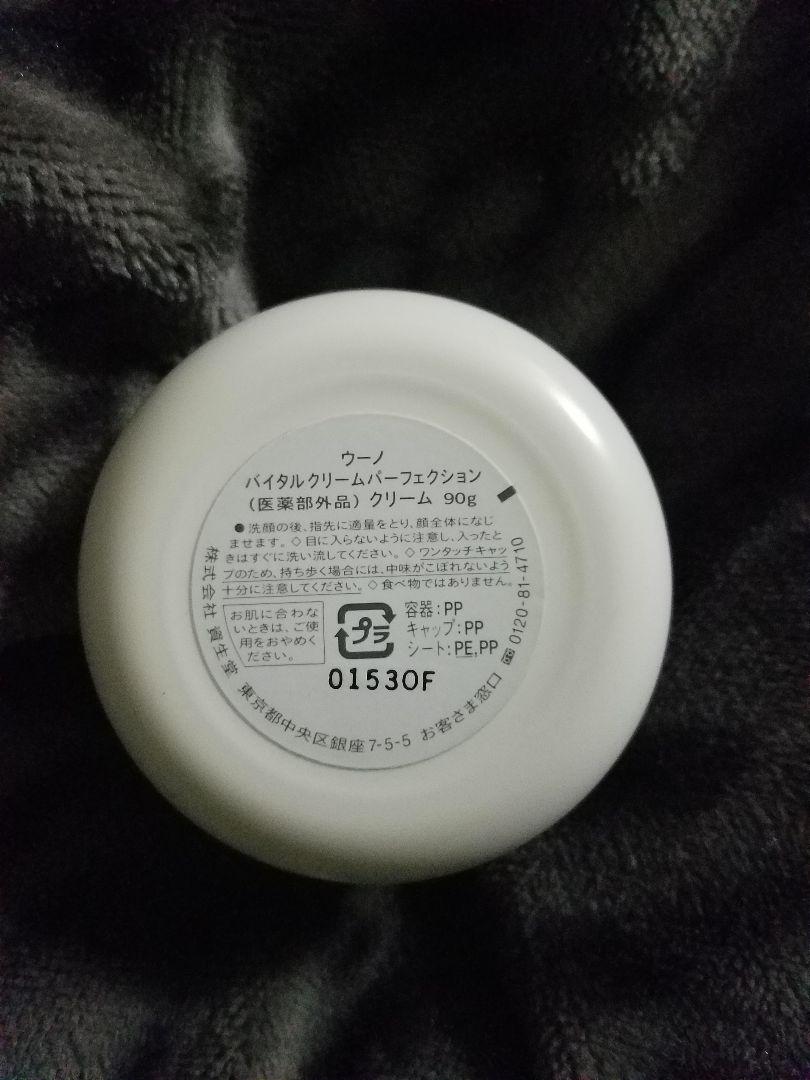 ウーノ
バイタルクリームパーフェクション
(医薬部外品) クリーム 90g
● 洗顔の後、指先に適量をとり、顔全体になじ
ませます。◇ 目に入らないように注意し、入ったと
きはすぐに洗い流してください。◇ ワンタッチキャッ
プのため、持ち歩く場合には、中味がこぼれないよう
十分に注意してください。◇ 食べ物ではありません。
お肌に合わな
いときは、ご使
用をおやめく
ださい。
プラ
容器:PP
キャップ:PP
シート:PE,PP
01530F
株式会社 資生堂 東京都中央区銀座7-5-5 お客さま窓口 0120-81-4710